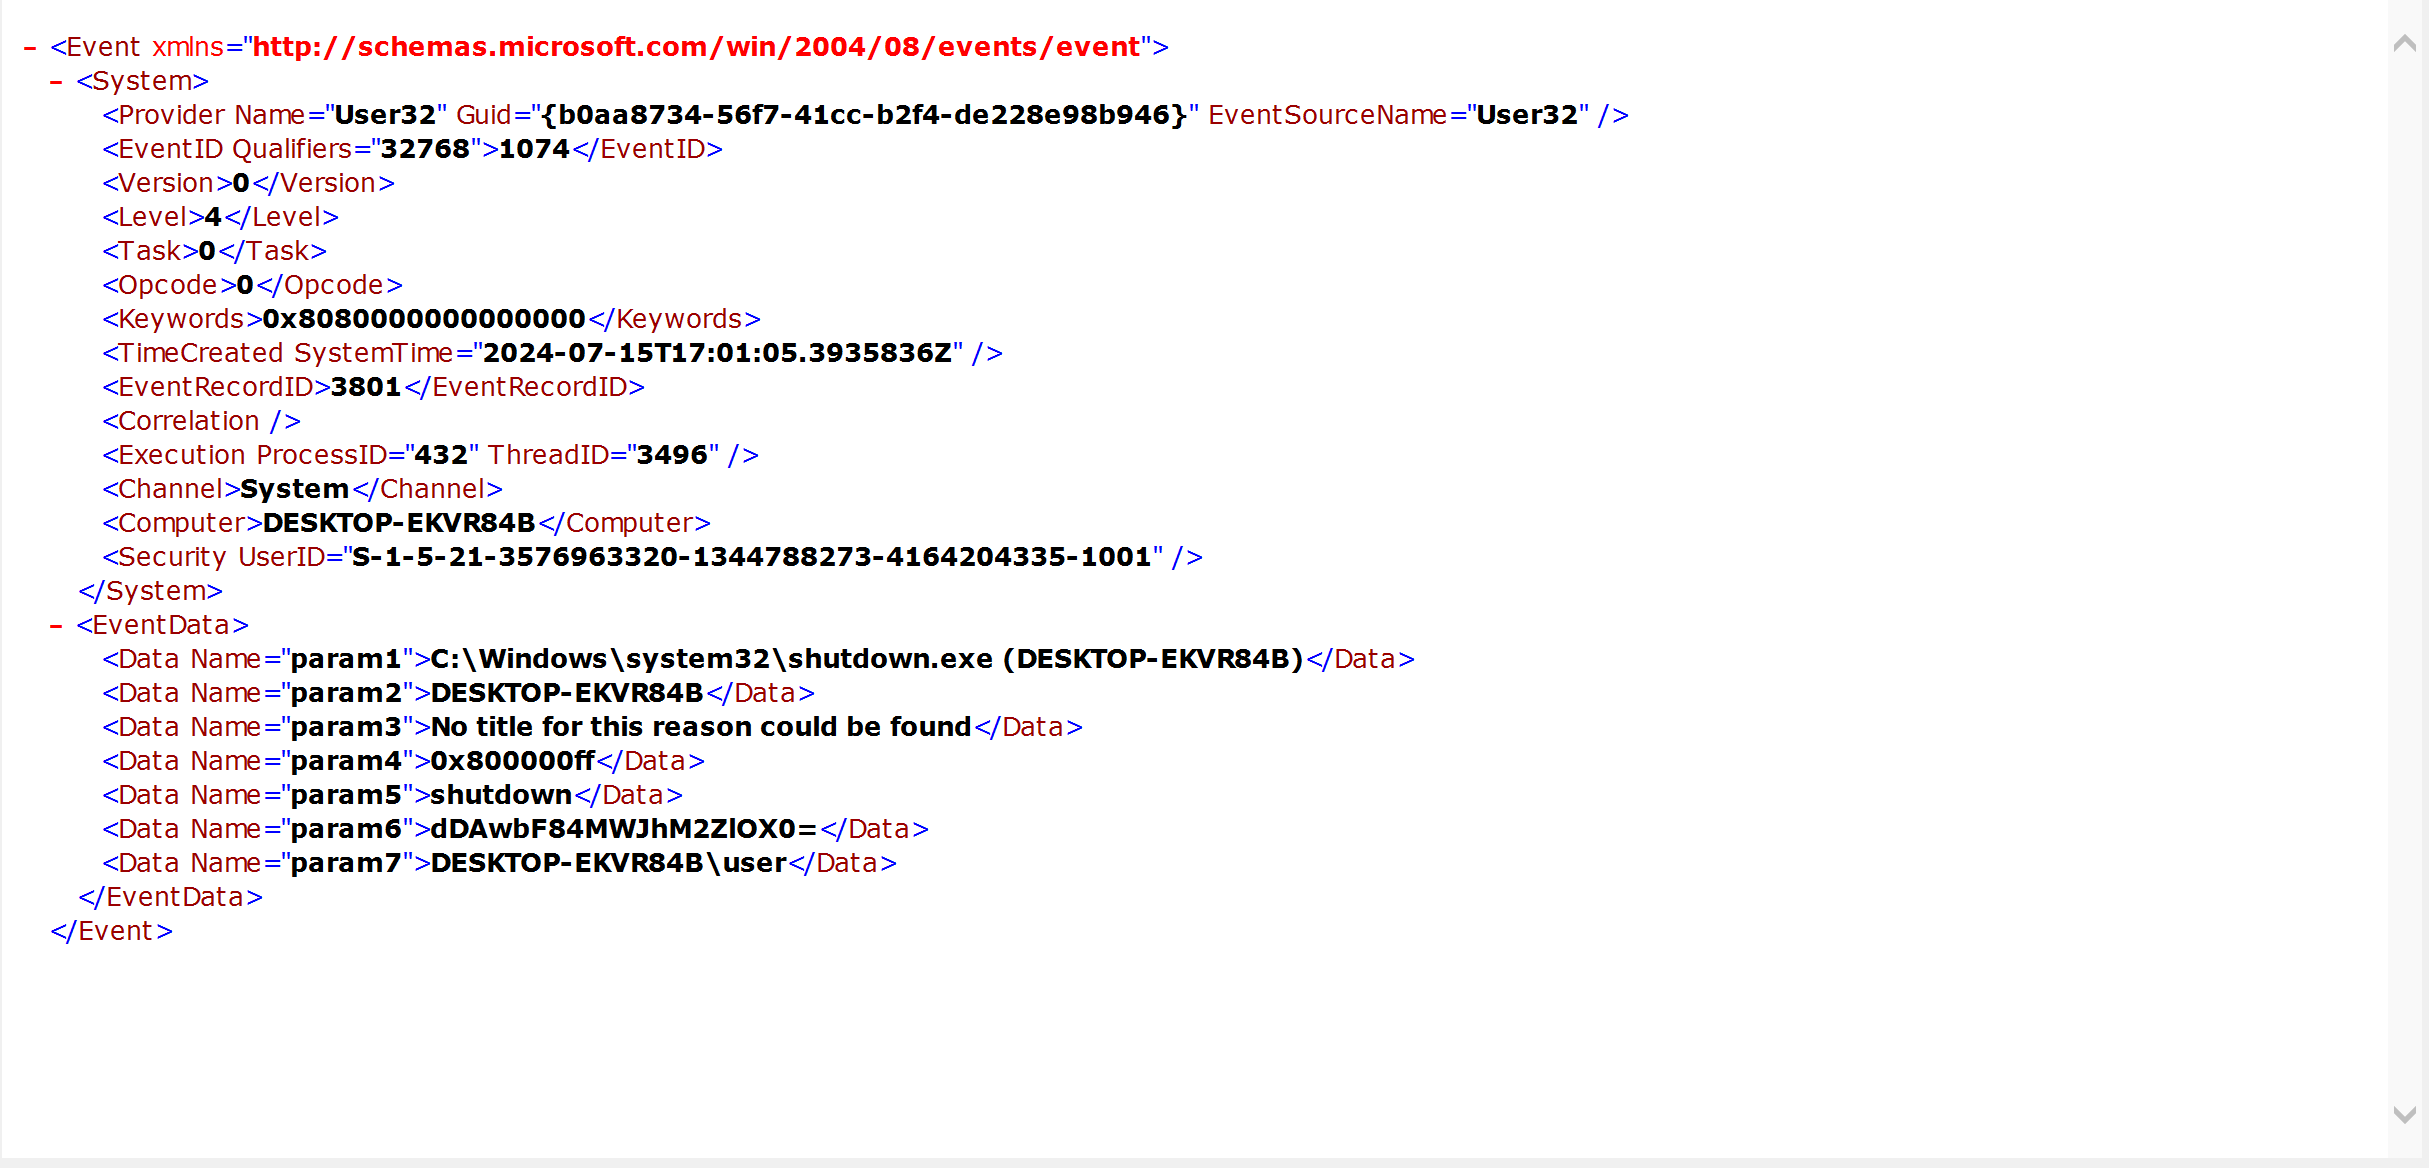 – <Event xmlns="http://schemas.microsoft.com/win/2004/08/events/event">
– <System>
<Provider Name="User32" Guid="{b0aa8734-56f7-41cc-b2f4-de228e98b946}" EventSourceName="User32" />
<EventID Qualifiers="32768">1074</EventID>
<Version>0</Version>
<Level>4</Level>
<Task>0</Task>
<Opcode>0</Opcode>
<Keywords>0x8080000000000000</Keywords>
<TimeCreated SystemTime="2024-07-15T17:01:05.3935836Z" />
<EventRecordID>3801</EventRecordID>
<Correlation />
<Execution ProcessID="432" ThreadID="3496" />
<Channel>System</Channel>
<Computer>DESKTOP-EKVR84B</Computer>
<Security UserID="S-1-5-21-3576963320-1344788273-4164204335-1001" />
</System>
– <EventData>
<Data Name="param1">C:\Windows\system32\shutdown.exe (DESKTOP-EKVR84B)</Data>
<Data Name="param2">DESKTOP-EKVR84B</Data>
<Data Name="param3">No title for this reason could be found</Data>
<Data Name="param4">0x800000ff</Data>
<Data Name="param5">shutdown</Data>
<Data Name="param6">dDAwbF84MWJhM2ZlOX0=</Data>
<Data Name="param7">DESKTOP-EKVR84B\user</Data>
</EventData>
</Event>